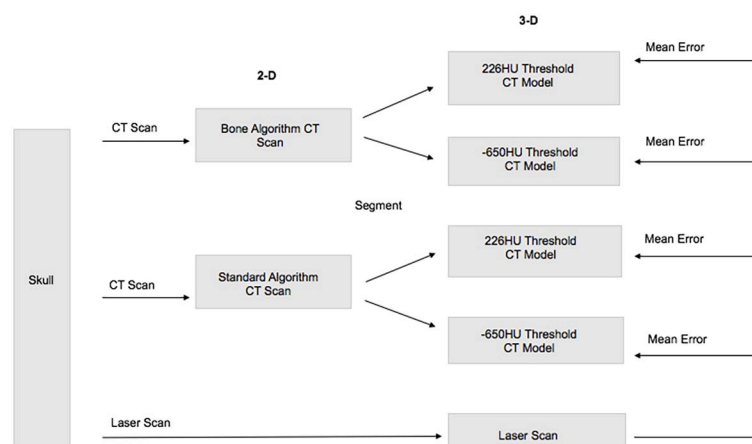 3-D
2-D
Mean Error
226HU Threshold
CT Model
CT Scan
Bone Algorithm CT
Scan
Mean Error
-650HU Threshold
CT Model
Segment
Mean Error
226HU Threshold
CT Model
Skull
CT Scan
Standard Algorithm
CT Scan
Mean Error
-650HU Threshold
CT Model
Laser Scan
Laser Scan